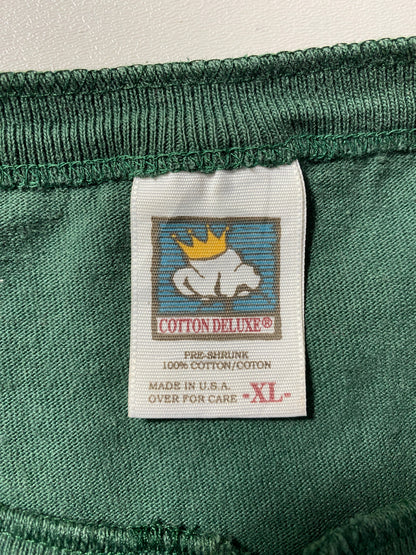 COTTON DELUXE®
PRE-SHRUNK
100% COTTON/COTON
MADE IN U.S.A.
OVER FOR CARE -XL-